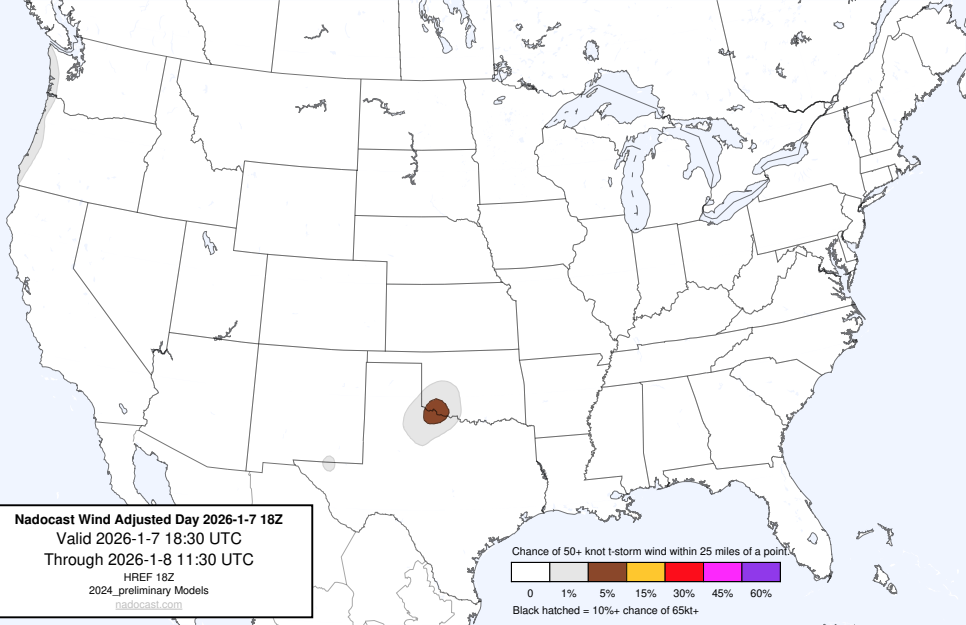 Nadocast Wind Adjusted Day 2026-1-7 18Z
Valid 2026-1-7 18:30 UTC
Through 2026-1-8 11:30 UTC
HREF 18Z
2024_preliminary Models
nadocast.com
Chance of 50+ knot t-storm wind within 25 miles of a point.
0 1% 5% 15% 30% 45% 60%
Black hatched = 10%+ chance of 65kt+